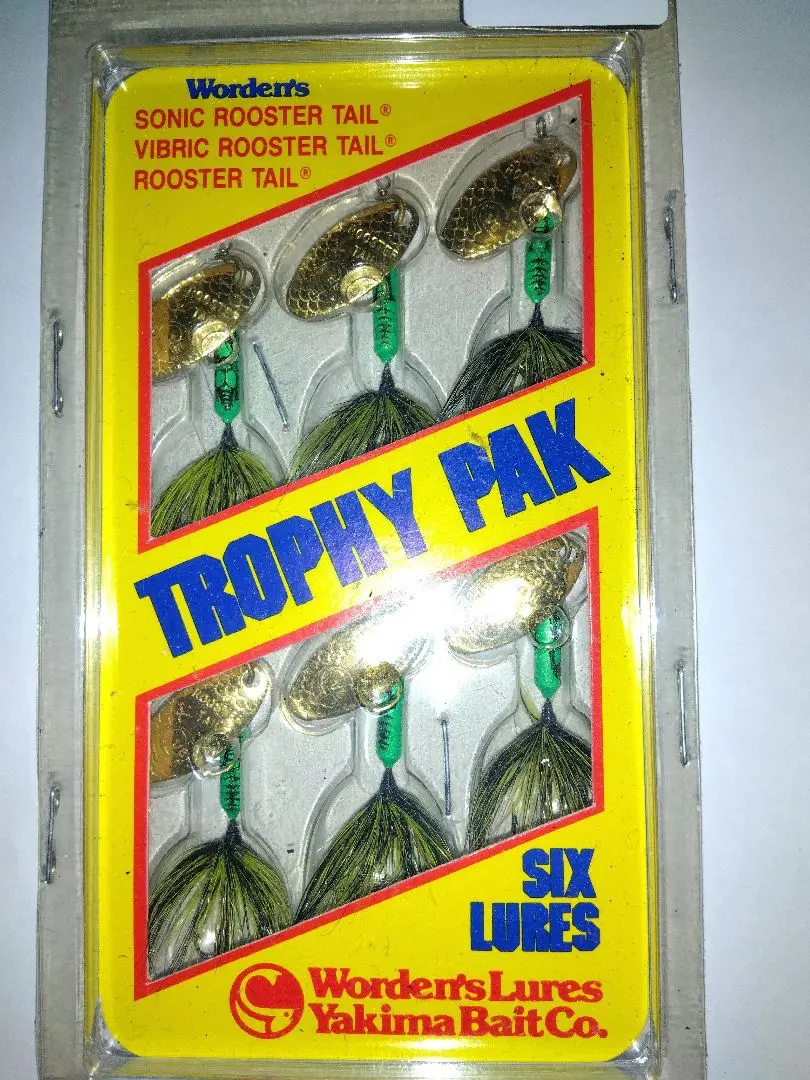 Worden's
SONIC ROOSTER TAIL®
VIBRIC ROOSTER TAIL®
ROOSTER TAIL®
TROPHY PAK
SIX
LURES
Worden's Lures
Yakima Bait Co.